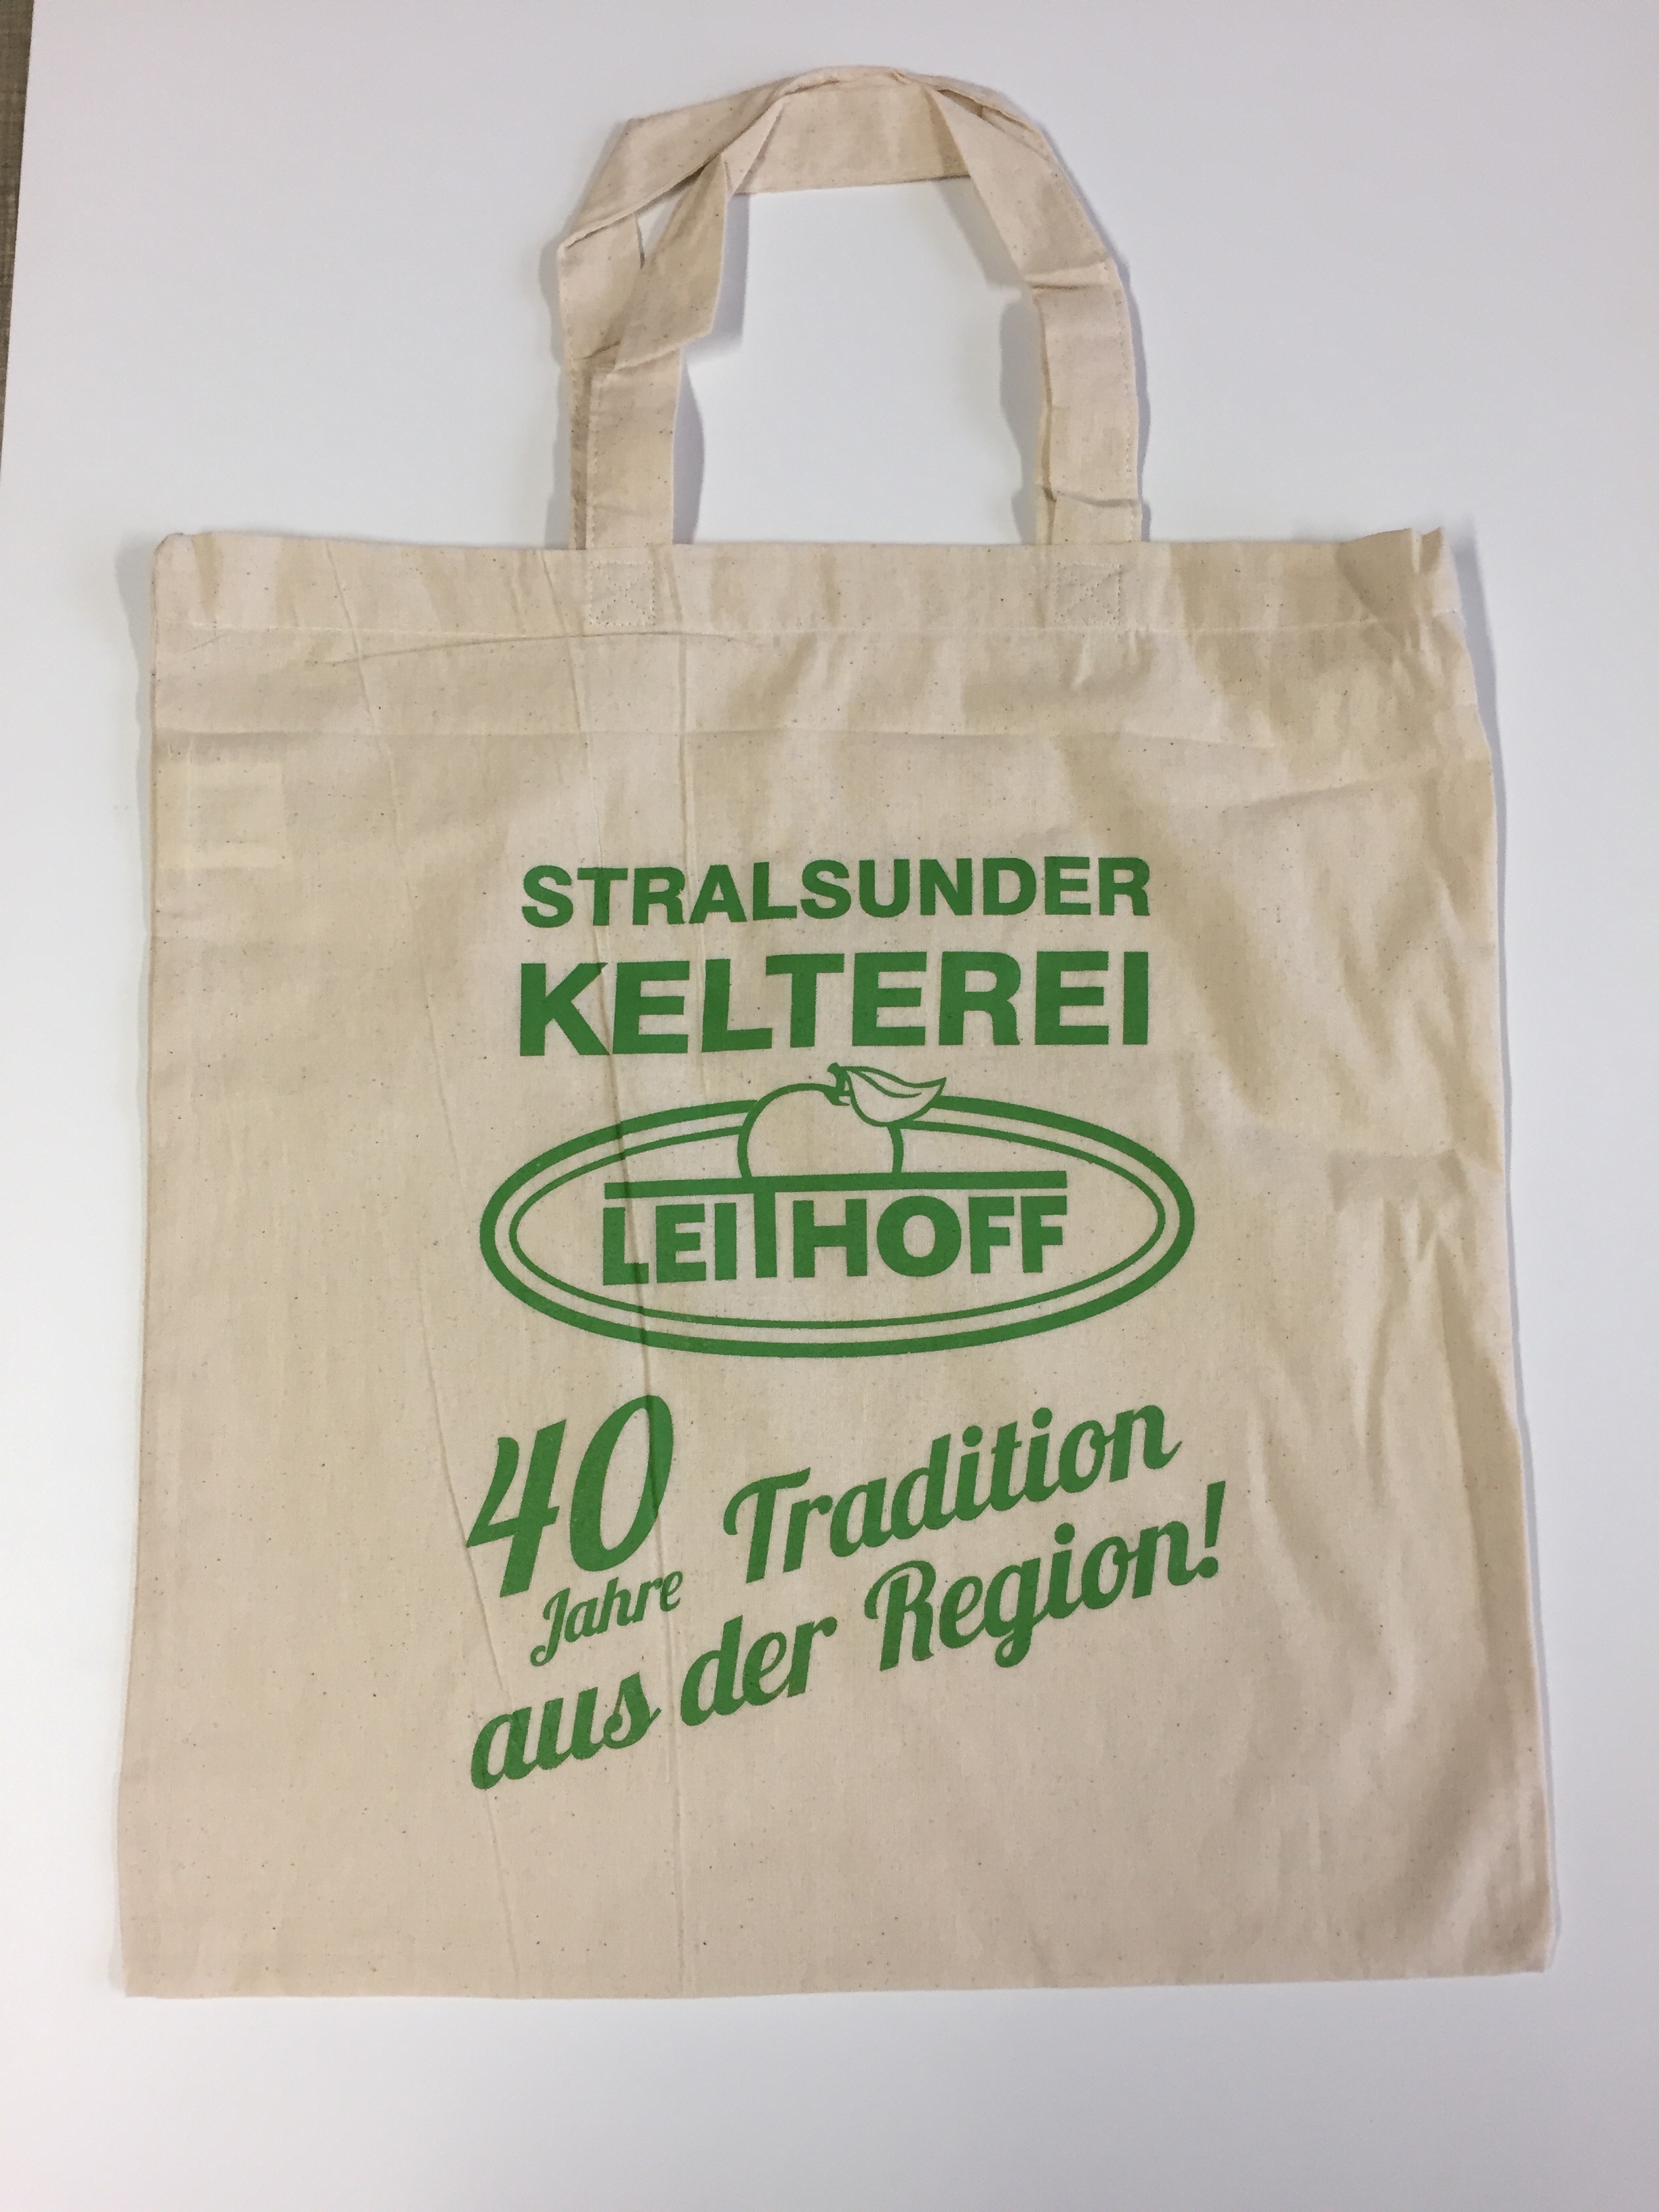 STRALSUNDER
KELTEREI
LEITHOFF
40 Jahre Tradition
aus der Region!